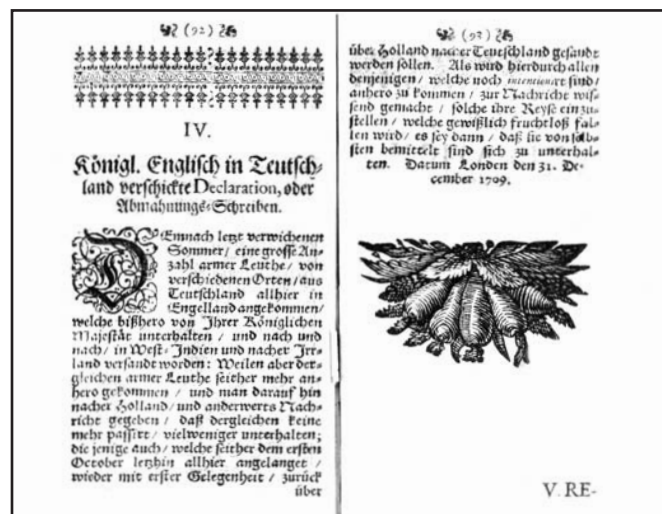 (92)
IV.
Königl. Englisch in Teutsch-
land verschickte Declaration, oder
Abmahnungs-Schreiben.
DEmnach letzt verwichenen
Sommer / eine grosse An-
zahl armer Leuthe / von
verschiedenen Orten / aus
Teutschland allhier in
Engelland angekommen /
welche bißhero von Ihrer Königlichen
Majestät unterhalten / und nach und
nach / in West-Indien und nacher Irr-
land versandt worden: Weilen aber der-
gleichen armer Leuthe seither mehr an-
hero gekommen / und man darauf hin
nacher Holland / und anderwerts Nach-
richt gegeben / daß dergleichen keine
mehr passirt / vielweniger unterhalten;
die jenige auch / welche seither dem ersten
October letzhin allhier angelanget /
wieder mit erster Gelegenheit / zurück
über
(93)
über Holland nacher Teutschland gesandt
werden sollen. Als wird hierdurch allen
denjenigen / welche noch intentionirt sind /
anhero zu kommen / zur Nachricht wis-
send gemacht / solche ihre Reyse einzu-
stellen / welche gewißlich fruchtloß fal-
len wird / es sey dann / daß sie von selb-
sten bemittelt sind sich zu unterhal-
ten. Datum Londen den 31. De-
cember 1709.
V. RE-